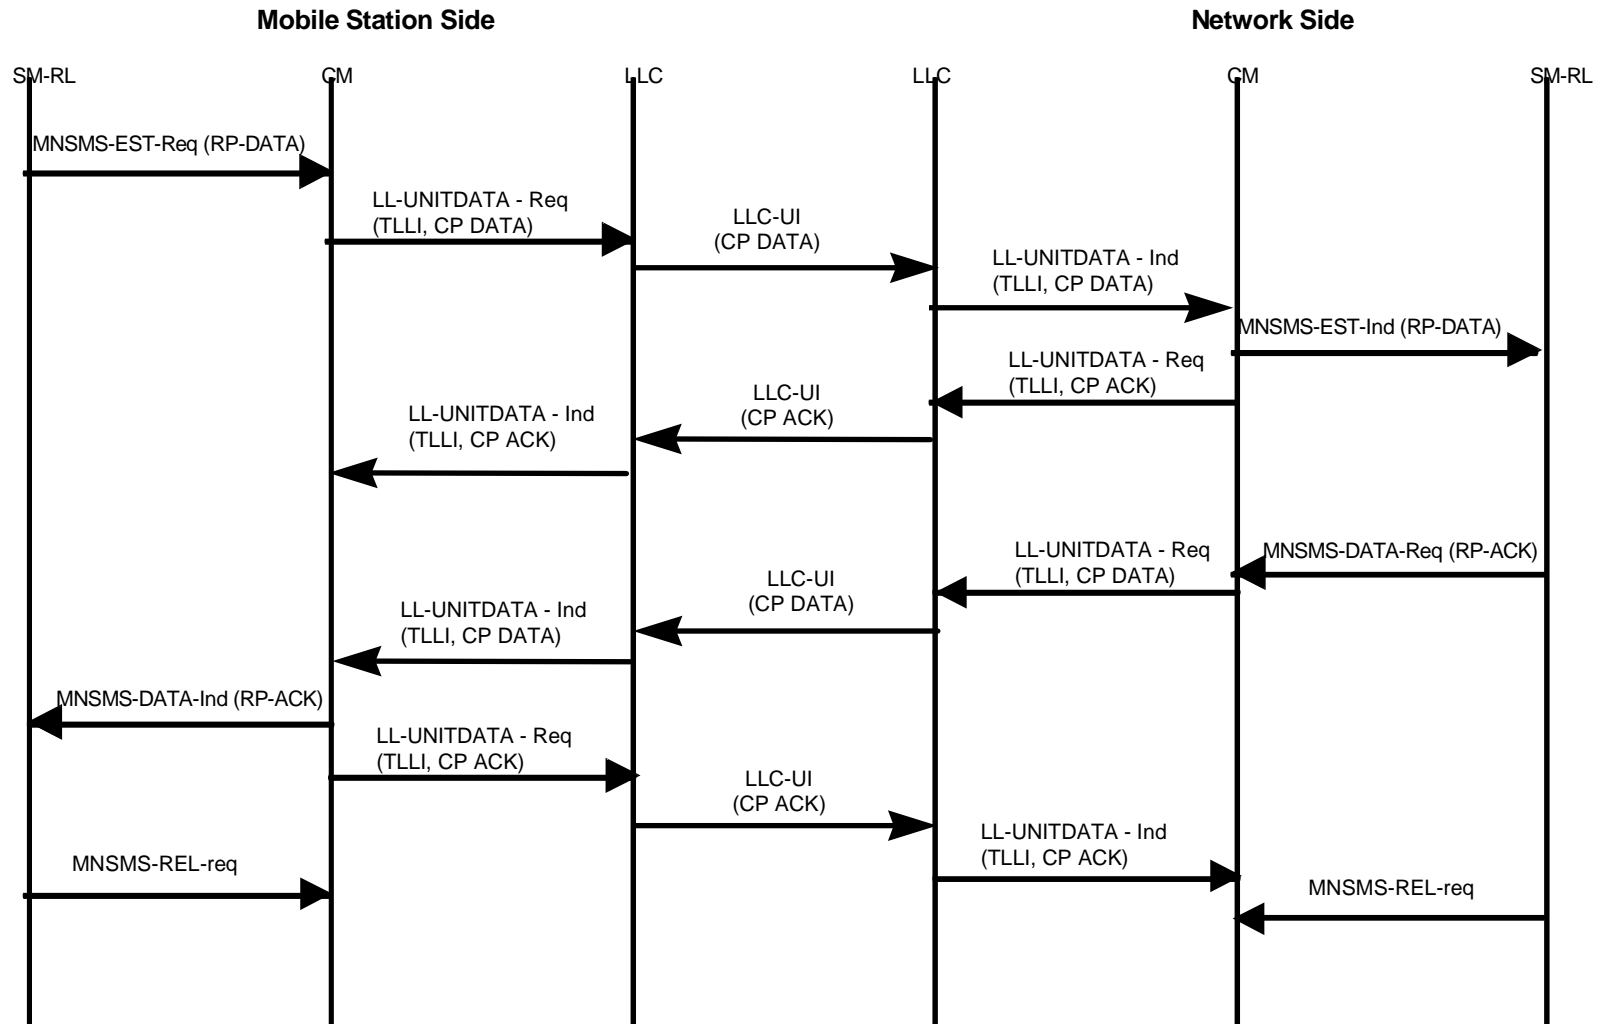 Mobile Station Side
Network Side
SM-RL
CM
LLC
LLC
CM
SM-RL
MNSMS-EST-Req (RP-DATA)
LL-UNITDATA - Req
(TLLI, CP DATA)
LLC-UI
(CP DATA)
LL-UNITDATA - Ind
(TLLI, CP DATA)
MNSMS-EST-Ind (RP-DATA)
LL-UNITDATA - Req
(TLLI, CP ACK)
LLC-UI
(CP ACK)
LL-UNITDATA - Ind
(TLLI, CP ACK)
MNSMS-DATA-Req (RP-ACK)
LL-UNITDATA - Req
(TLLI, CP DATA)
LLC-UI
(CP DATA)
LL-UNITDATA - Ind
(TLLI, CP DATA)
MNSMS-DATA-Ind (RP-ACK)
LL-UNITDATA - Req
(TLLI, CP ACK)
LLC-UI
(CP ACK)
LL-UNITDATA - Ind
(TLLI, CP ACK)
MNSMS-REL-req
MNSMS-REL-req